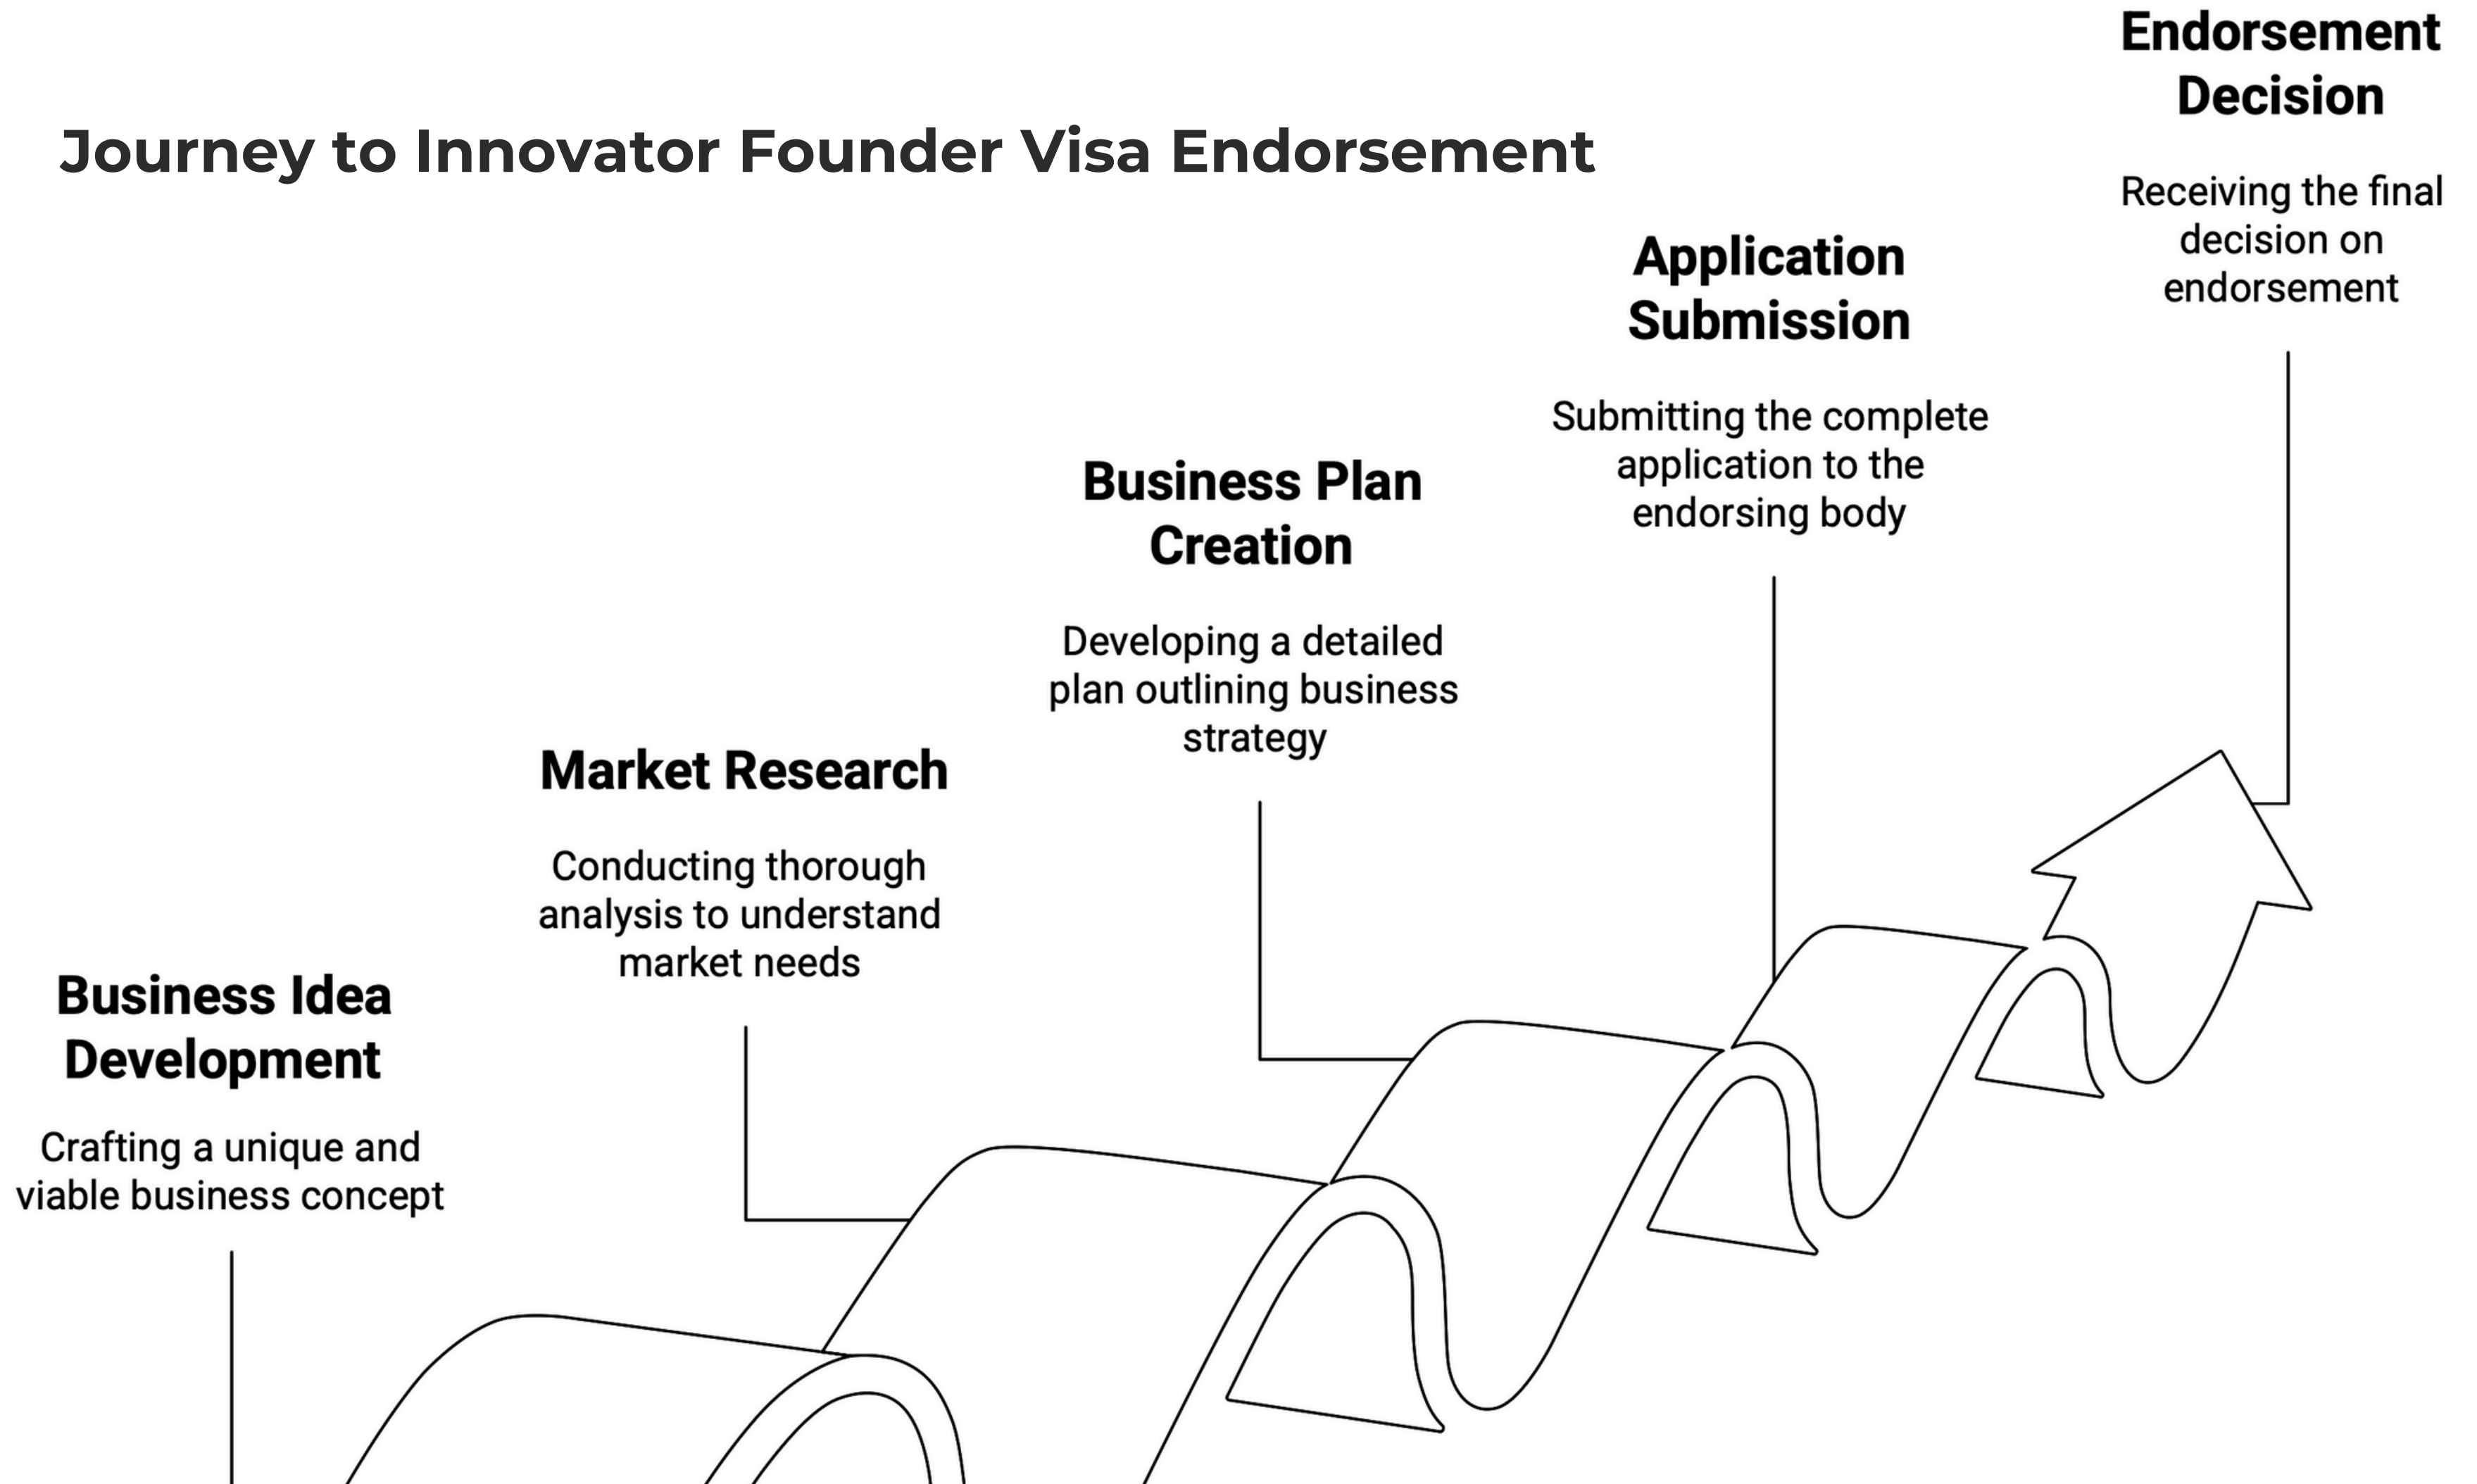 Journey to Innovator Founder Visa Endorsement
Business Idea
Development
Crafting a unique and
viable business concept
Market Research
Conducting thorough
analysis to understand
market needs
Business Plan
Creation
Developing a detailed
plan outlining business
strategy
Application
Submission
Submitting the complete
application to the
endorsing body
Endorsement
Decision
Receiving the final
decision on
endorsement